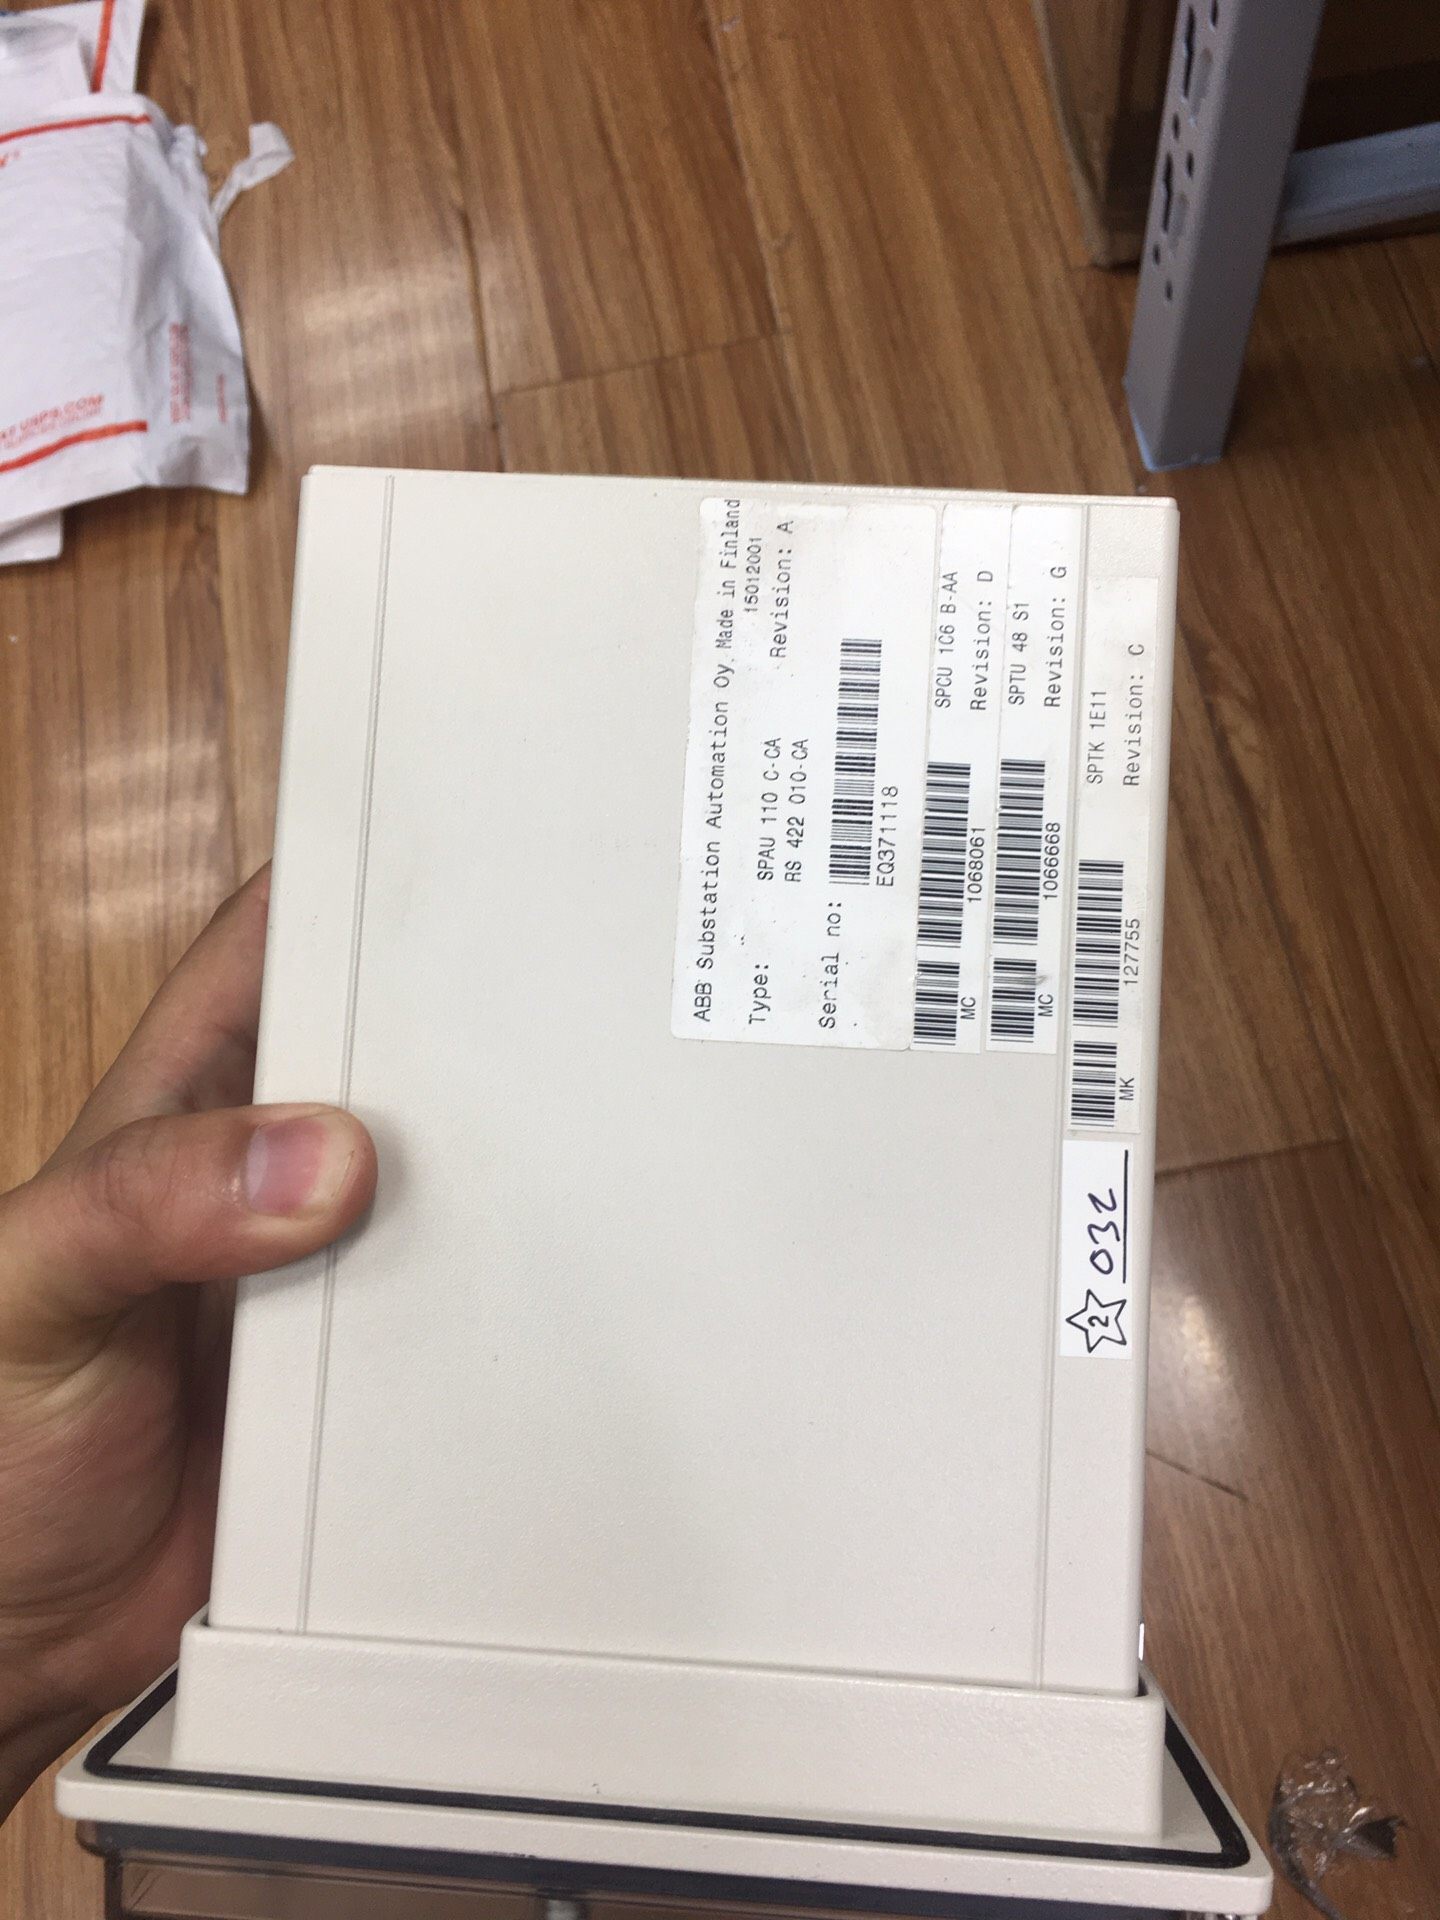 ABB Substation Automation Oy, Made in Finland
15012001
Type: SPAU 110 C-CA
RS 422 010-CA Revision: A
Serial no:
EQ371118
SPCU 1C6 B-AA
MC 1068061 Revision: D
SPTU 48 S1
MC 1066668 Revision: G
SPTK 1E11
MK 127755 Revision: C
2 032
USPS.COM